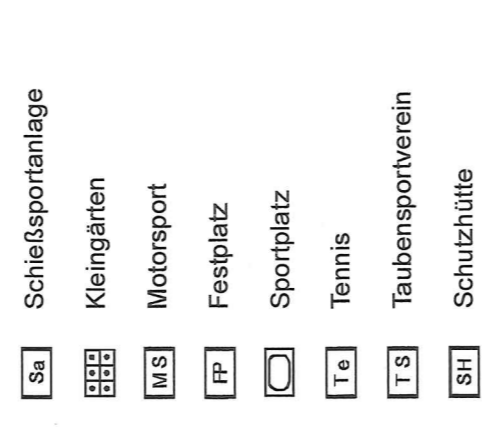 Sa Schießsportanlage
Kleingärten
MS Motorsport
FP Festplatz
Sportplatz
Te Tennis
TS Taubensportverein
SH Schutzhütte